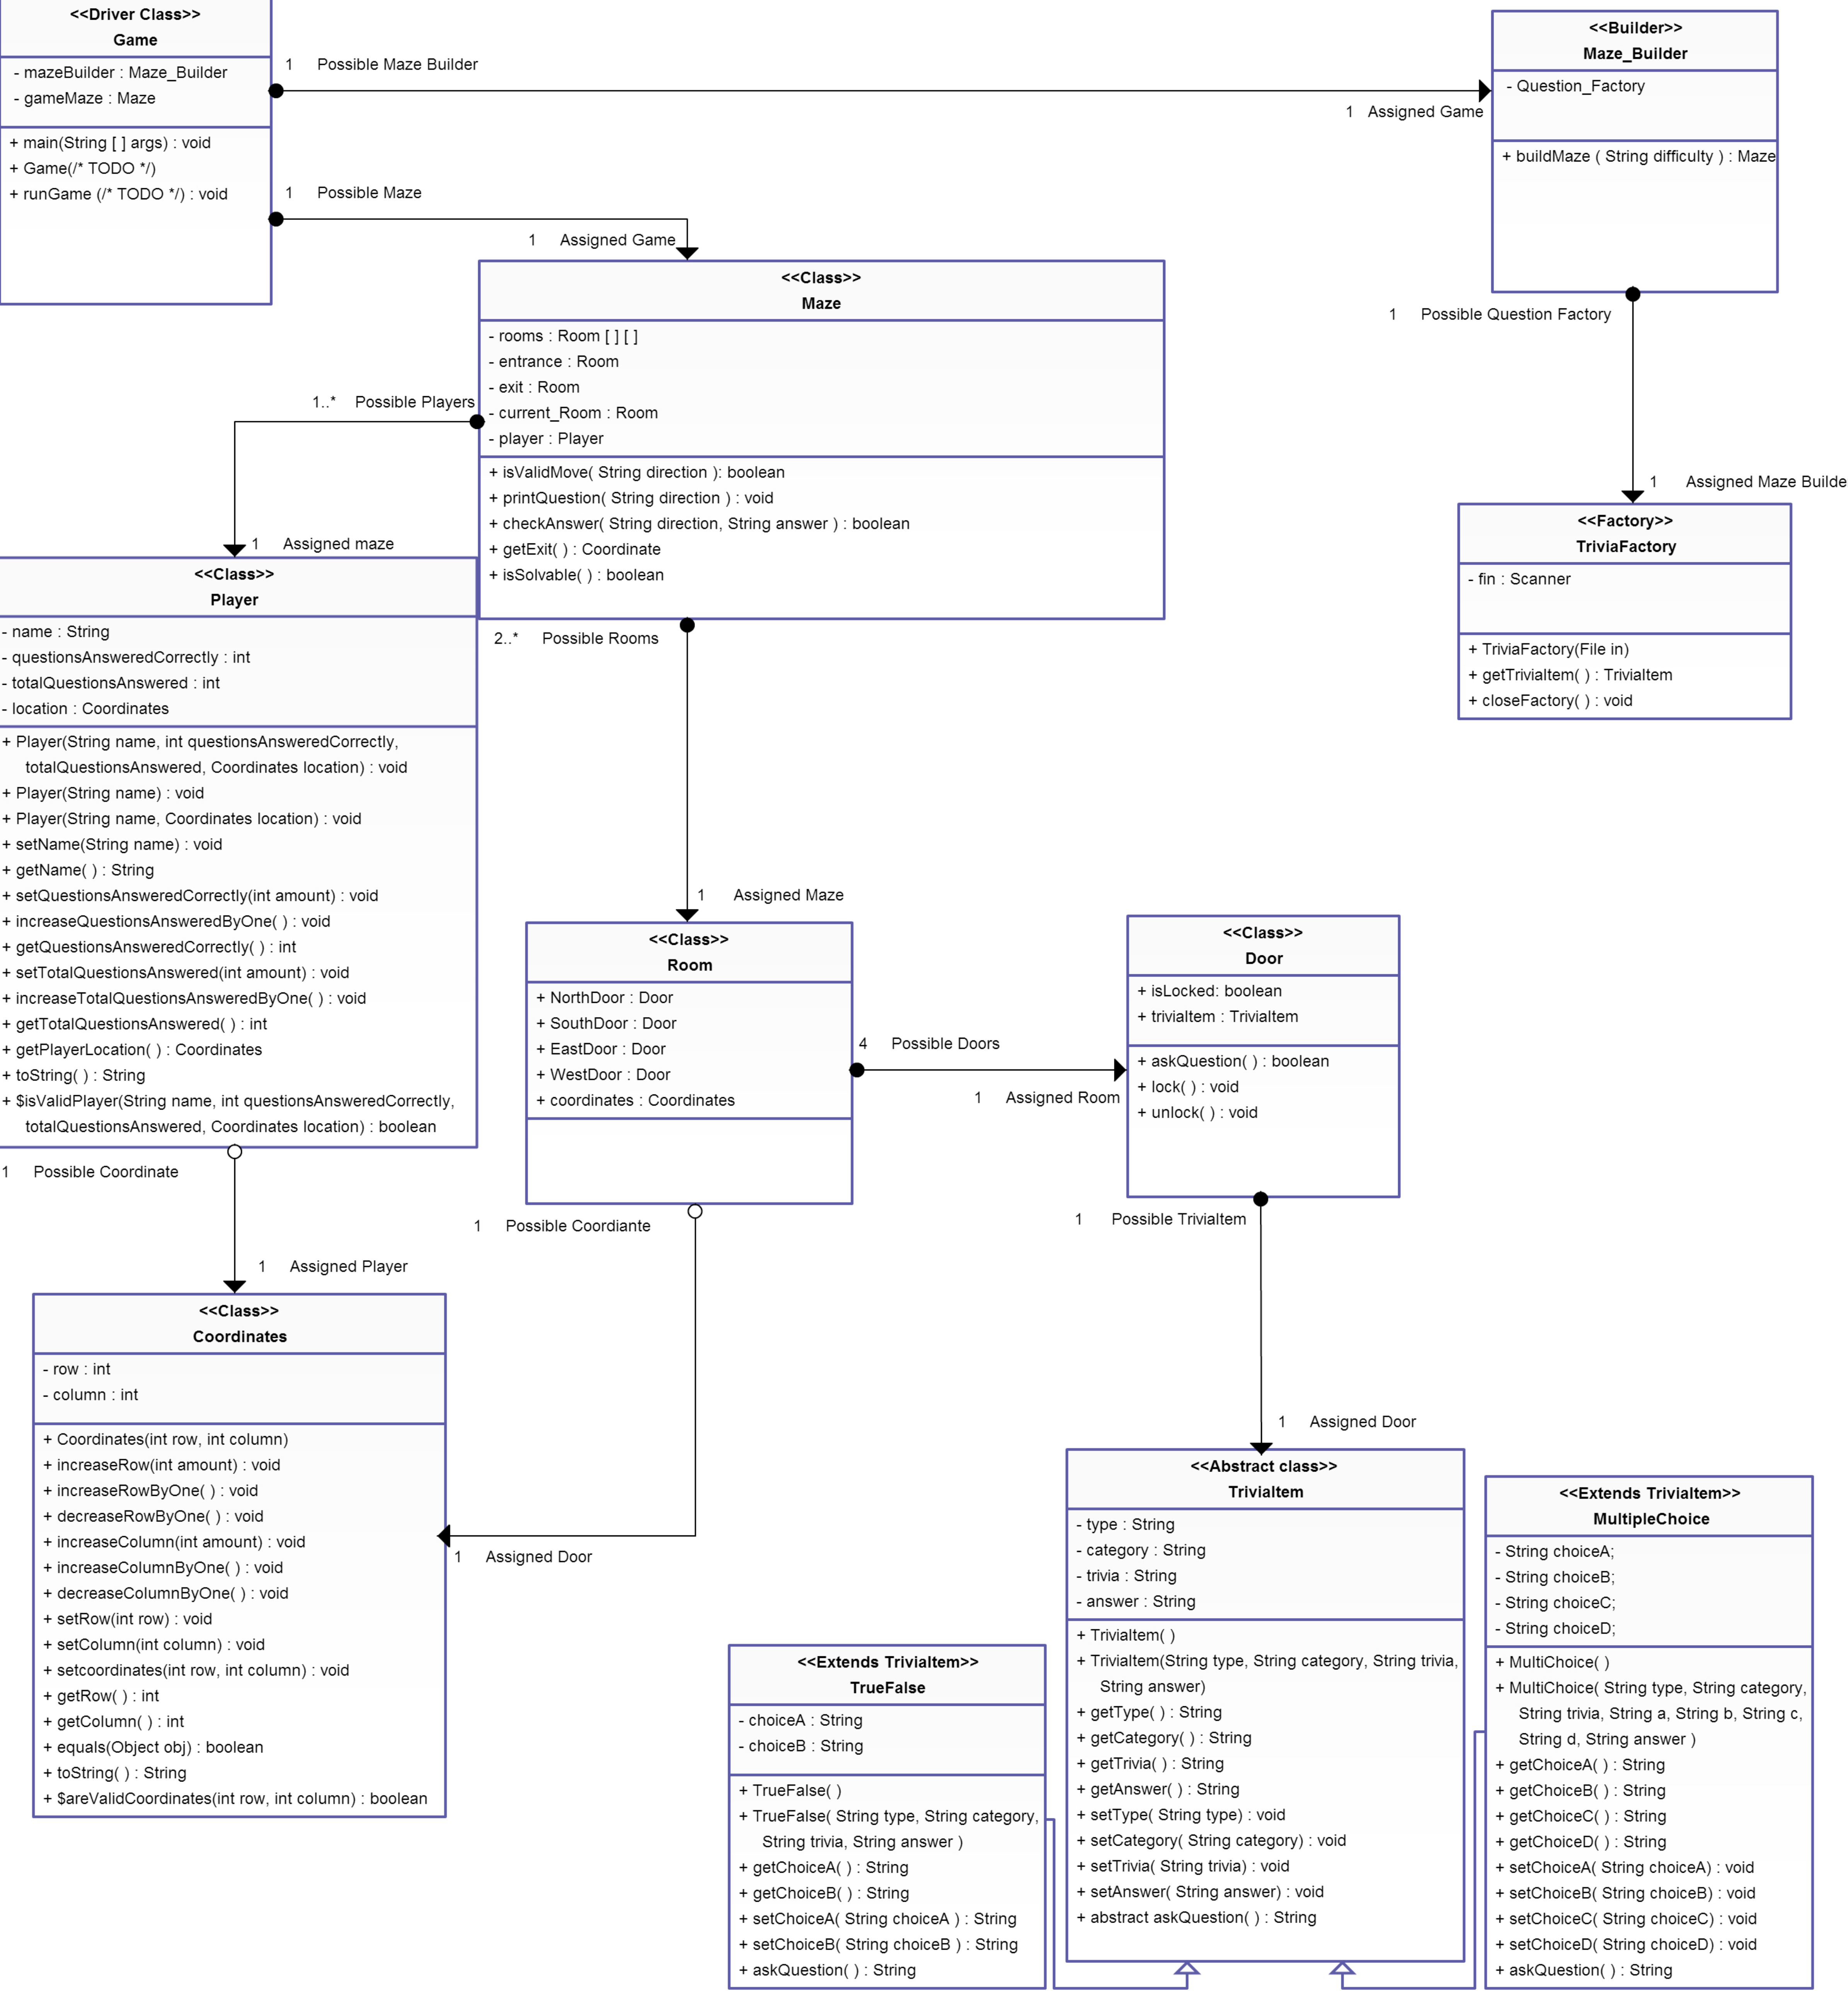 <<Driver Class>>
Game
- mazeBuilder : Maze_Builder
- gameMaze : Maze
+ main(String [ ] args) : void
+ Game(/* TODO */)
+ runGame (/* TODO */) : void
1 Possible Maze Builder
1 Assigned Game
<<Builder>>
Maze_Builder
- Question_Factory
+ buildMaze ( String difficulty ) : Maze
1 Possible Maze
1 Assigned Game
<<Class>>
Maze
- rooms : Room [ ] [ ]
- entrance : Room
- exit : Room
- current_Room : Room
- player : Player
+ isValidMove( String direction ): boolean
+ printQuestion( String direction ) : void
+ checkAnswer( String direction, String answer ) : boolean
+ getExit( ) : Coordinate
+ isSolvable( ) : boolean
1 Possible Question Factory
1 Assigned Maze Builde
<<Factory>>
TriviaFactory
- fin : Scanner
+ TriviaFactory(File in)
+ getTriviaItem( ) : TriviaItem
+ closeFactory( ) : void
1..* Possible Players
1 Assigned maze
<<Class>>
Player
- name : String
- questionsAnsweredCorrectly : int
- totalQuestionsAnswered : int
- location : Coordinates
+ Player(String name, int questionsAnsweredCorrectly,
totalQuestionsAnswered, Coordinates location) : void
+ Player(String name) : void
+ Player(String name, Coordinates location) : void
+ setName(String name) : void
+ getName( ) : String
+ setQuestionsAnsweredCorrectly(int amount) : void
+ increaseQuestionsAnsweredByOne( ) : void
+ getQuestionsAnsweredCorrectly( ) : int
+ setTotalQuestionsAnswered(int amount) : void
+ increaseTotalQuestionsAnsweredByOne( ) : void
+ getTotalQuestionsAnswered( ) : int
+ getPlayerLocation( ) : Coordinates
+ toString( ) : String
+ $isValidPlayer(String name, int questionsAnsweredCorrectly,
totalQuestionsAnswered, Coordinates location) : boolean
2..* Possible Rooms
1 Assigned Maze
<<Class>>
Room
+ NorthDoor : Door
+ SouthDoor : Door
+ EastDoor : Door
+ WestDoor : Door
+ coordinates : Coordinates
4 Possible Doors
1 Assigned Room
<<Class>>
Door
+ isLocked: boolean
+ triviaItem : TriviaItem
+ askQuestion( ) : boolean
+ lock( ) : void
+ unlock( ) : void
1 Possible Coordinate
1 Assigned Player
1 Possible Coordiante
1 Assigned Door
1 Possible TriviaItem
1 Assigned Door
<<Class>>
Coordinates
- row : int
- column : int
+ Coordinates(int row, int column)
+ increaseRow(int amount) : void
+ increaseRowByOne( ) : void
+ decreaseRowByOne( ) : void
+ increaseColumn(int amount) : void
+ increaseColumnByOne( ) : void
+ decreaseColumnByOne( ) : void
+ setRow(int row) : void
+ setColumn(int column) : void
+ setcoordinates(int row, int column) : void
+ getRow( ) : int
+ getColumn( ) : int
+ equals(Object obj) : boolean
+ toString( ) : String
+ $areValidCoordinates(int row, int column) : boolean
<<Extends TriviaItem>>
TrueFalse
- choiceA : String
- choiceB : String
+ TrueFalse( )
+ TrueFalse( String type, String category,
String trivia, String answer )
+ getChoiceA( ) : String
+ getChoiceB( ) : String
+ setChoiceA( String choiceA ) : String
+ setChoiceB( String choiceB ) : String
+ askQuestion( ) : String
<<Abstract class>>
TriviaItem
- type : String
- category : String
- trivia : String
- answer : String
+ TriviaItem( )
+ TriviaItem(String type, String category, String trivia,
String answer)
+ getType( ) : String
+ getCategory( ) : String
+ getTrivia( ) : String
+ getAnswer( ) : String
+ setType( String type) : void
+ setCategory( String category) : void
+ setTrivia( String trivia) : void
+ setAnswer( String answer) : void
+ abstract askQuestion( ) : String
<<Extends TriviaItem>>
MultipleChoice
- String choiceA;
- String choiceB;
- String choiceC;
- String choiceD;
+ MultiChoice( )
+ MultiChoice( String type, String category,
String trivia, String a, String b, String c,
String d, String answer )
+ getChoiceA( ) : String
+ getChoiceB( ) : String
+ getChoiceC( ) : String
+ getChoiceD( ) : String
+ setChoiceA( String choiceA) : void
+ setChoiceB( String choiceB) : void
+ setChoiceC( String choiceC) : void
+ setChoiceD( String choiceD) : void
+ askQuestion( ) : String